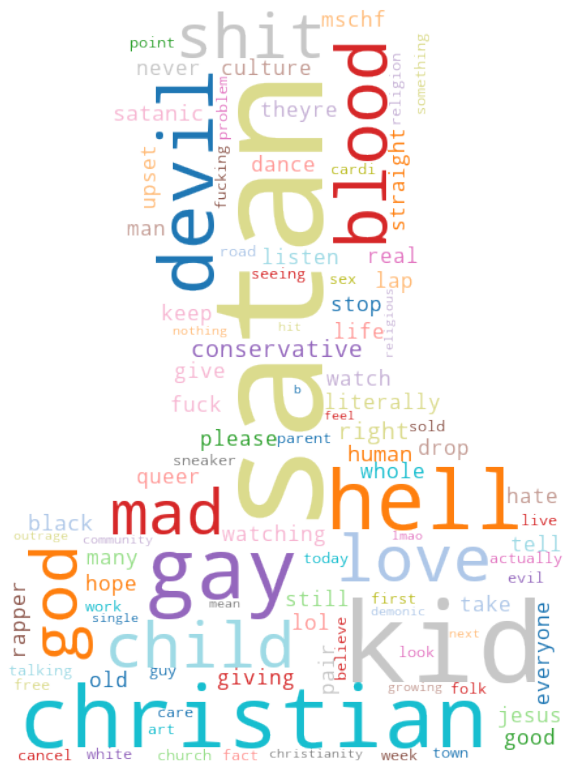 shit
mschf
point
never
culture
devil
satan
blood
something
religion
satanic
problem
theyre
straight
upset
fucking
dance
cardi
man
road
listen
real
seeing
sex
lap
religious
keep
stop
nothing
hit
life
conservative
give
watch
b
fuck
literally
feel
please
parent
right
sold
sneaker
human
drop
queer
whole
mad
hell
hate
black
watching
live
outrage
community
lmao
tell
god
many
gay
today
love
actually
hope
evil
rapper
work
mean
still
first
take
single
demonic
everyone
child
lol
kid
believe
talking
guy
pair
look
next
free
old
giving
growing
folk
christian
care
art
jesus
good
cancel
white
church
fact
christianity
week
town